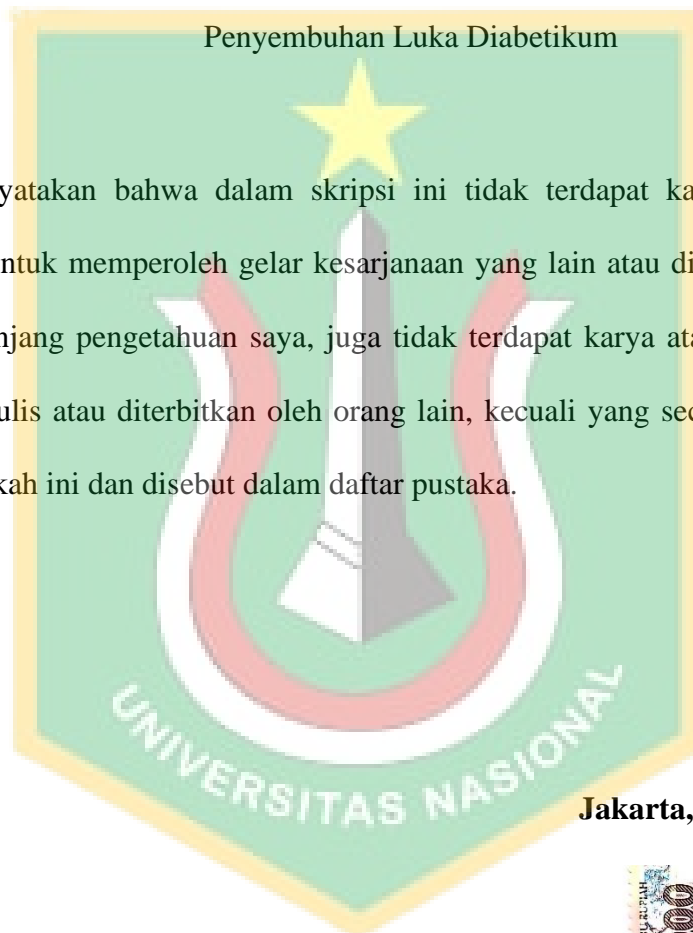 Penyembuhan Luka Diabetikum
yatakan bahwa dalam skripsi ini tidak terdapat ka
ntuk memperoleh gelar kesarjanaan yang lain atau di
njang pengetahuan saya, juga tidak terdapat karya ata
ulis atau diterbitkan oleh orang lain, kecuali yang sec
kah ini dan disebut dalam daftar pustaka.
UNIVERSITAS NASIONAL
Jakarta,